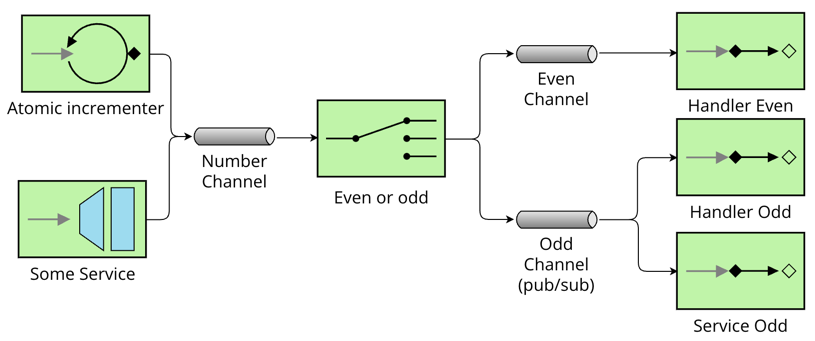 Atomic incrementer
Some Service
Number
Channel
Even or odd
Even
Channel
Odd
Channel
(pub/sub)
Handler Even
Handler Odd
Service Odd